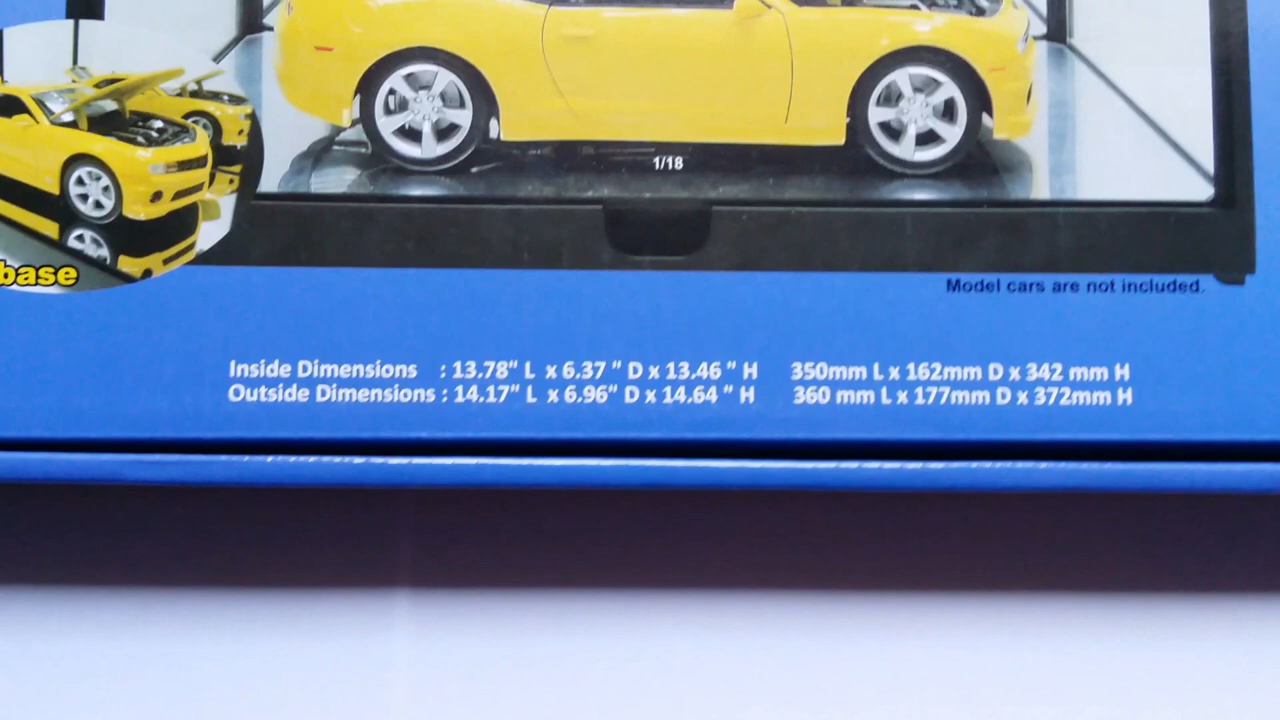 1/18
base
Model cars are not included.
Inside Dimensions : 13.78" L x 6.37 " D x 13.46 " H 350mm L x 162mm D x 342 mm H
Outside Dimensions : 14.17" L x 6.96" D x 14.64 " H 360 mm L x 177mm D x 372mm H